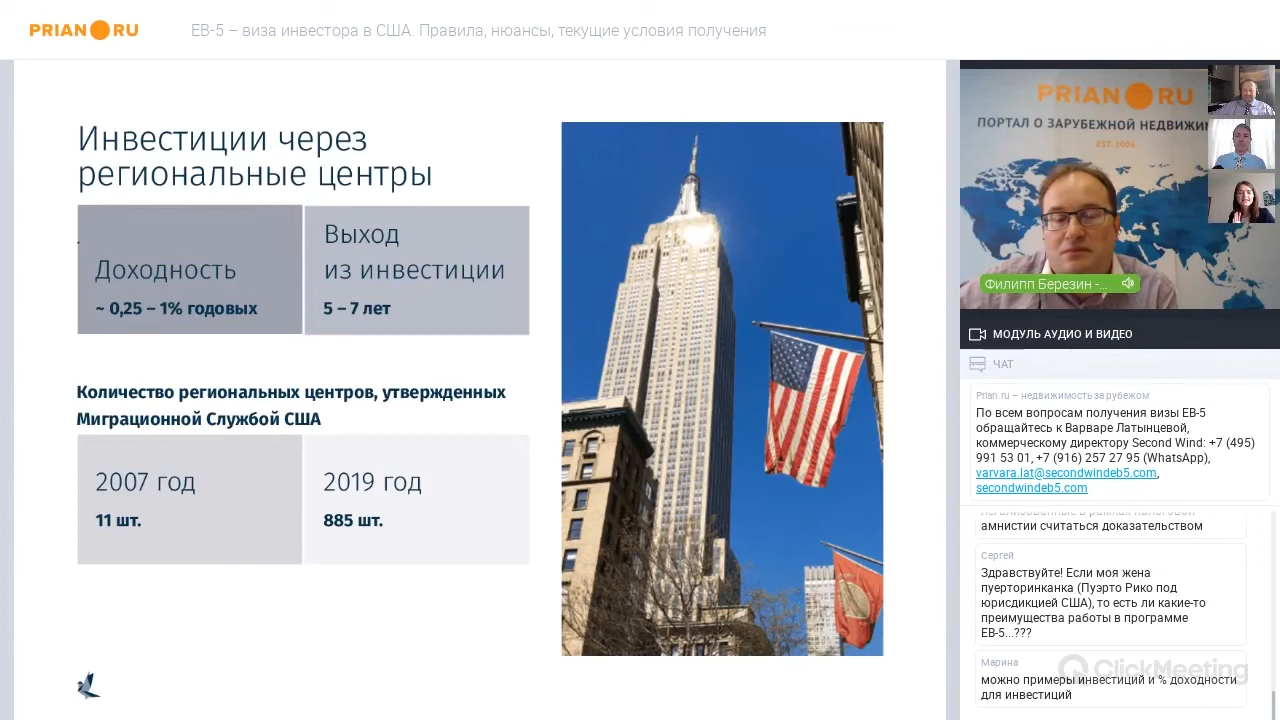 PRIAN RU
EB-5 – виза инвестора в США. Правила, нюансы, текущие условия получения
Инвестиции через
региональные центры
Доходность
~ 0,25 – 1% годовых
Выход
из инвестиции
5 – 7 лет
Количество региональных центров, утвержденных
Миграционной Службой США
2007 год
11 шт.
2019 год
885 шт.
PRIAN RU
ПОРТАЛ О ЗАРУБЕЖНОЙ
EST. 2006
Филипп Березин -...
МОДУЛЬ АУДИО И ВИДЕО
ЧАТ
Prian.ru – недвижимость за рубежом
По всем вопросам получения визы EB-5
обращайтесь к Варваре Латынцевой,
коммерческому директору Second Wind: +7 (495)
991 53 01, +7 (916) 257 27 95 (WhatsApp),
varvara.lat@secondwindeb5.com,
secondwindeb5.com
легализованные в рамках налоговой
амнистии считаться доказательством
Сергей
Здравствуйте! Если моя жена
пуерторинканка (Пуэрто Рико под
юрисдикцией США), то есть ли какие-то
преимущества работы в программе
ЕВ-5...???
Марина
можно примеры инвестиций и % доходности
для инвестиций
ClickMeeting